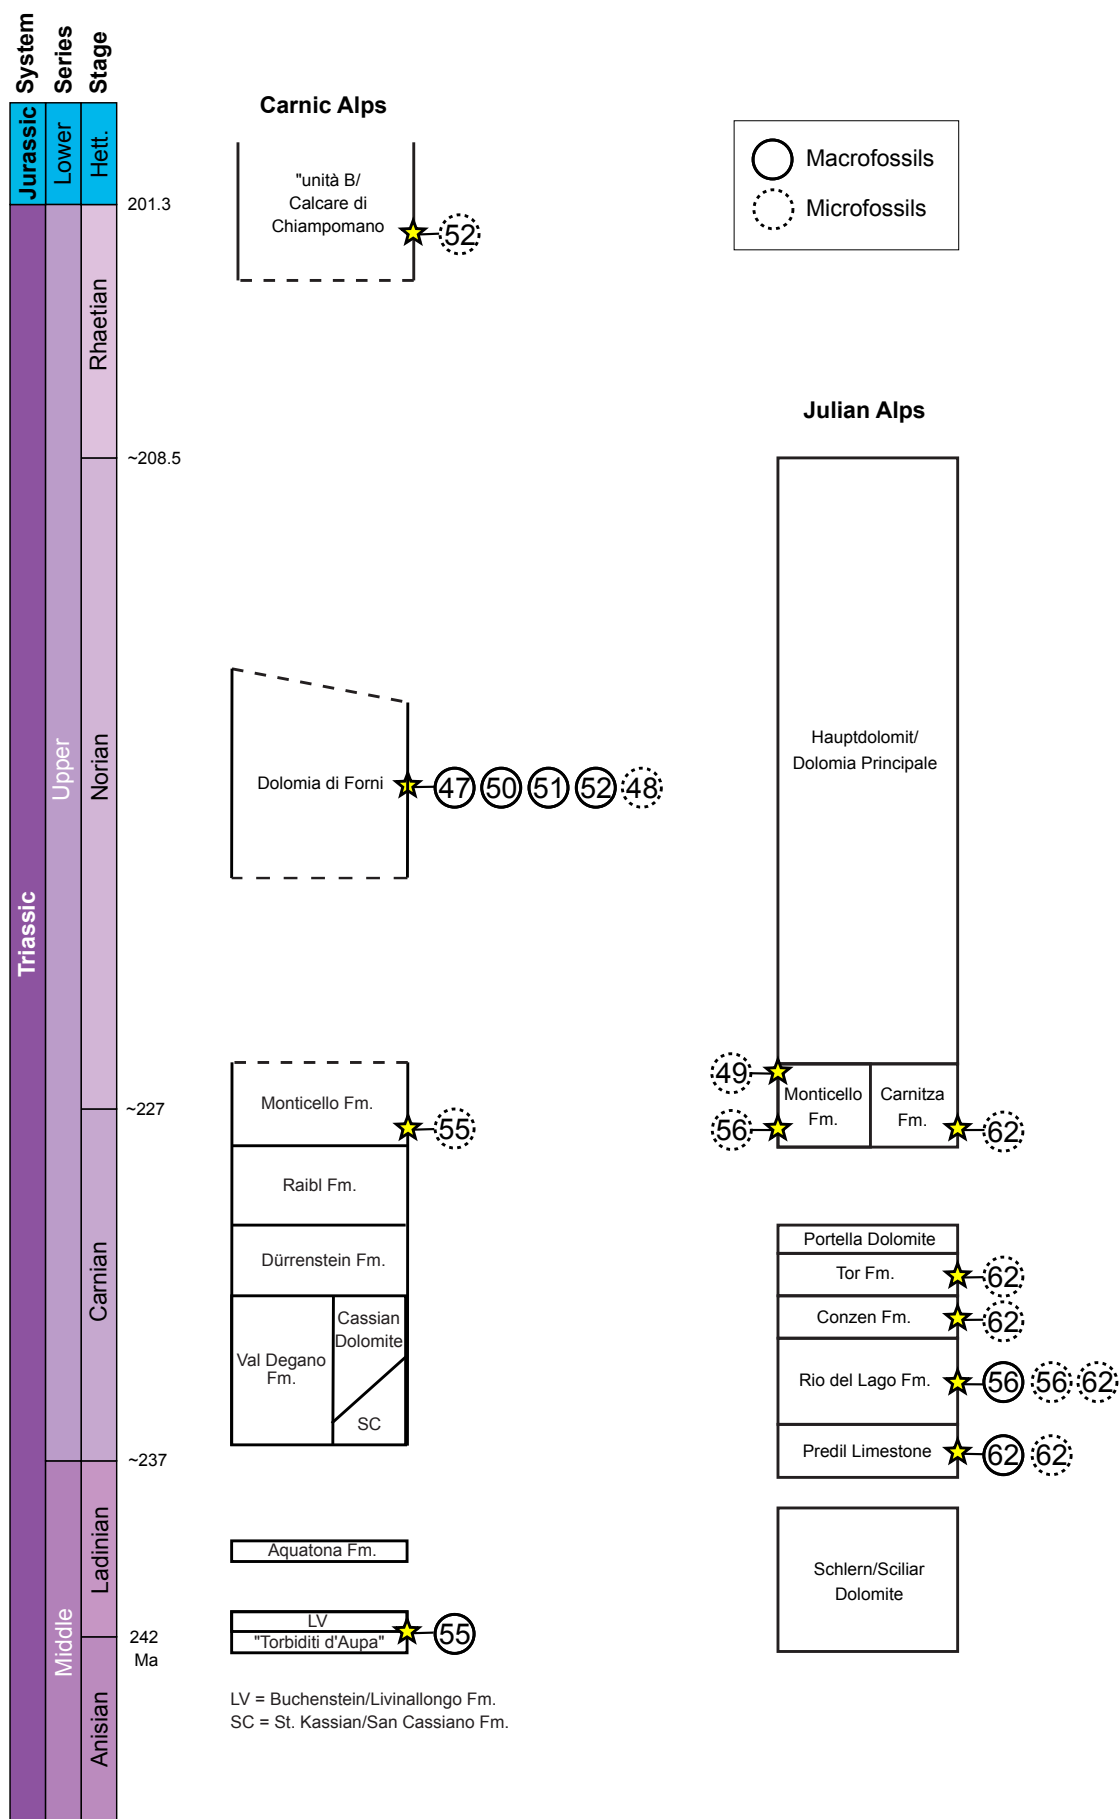 System
Series
Stage
Jurassic
Lower
Hett.
Triassic
Upper
Middle
Rhaetian
Norian
Carnian
Ladinian
Anisian
201.3
~208.5
~227
~237
242
Ma
Carnic Alps
"unità B/
Calcare di
Chiampomano
52
Dolomia di Forni
47 50 51 52 48
Monticello Fm.
55
Raibl Fm.
Dürrenstein Fm.
Val Degano
Fm.
Cassian
Dolomite
SC
Aquatona Fm.
LV
"Torbiditi d'Aupa"
55
LV = Buchenstein/Livinallongo Fm.
SC = St. Kassian/San Cassiano Fm.
Macrofossils
Microfossils
Julian Alps
Hauptdolomit/
Dolomia Principale
49
56
Monticello
Fm.
Carnitza
Fm.
62
Portella Dolomite
Tor Fm.
62
Conzen Fm.
62
Rio del Lago Fm.
56 56 62
Predil Limestone
62 62
Schlern/Sciliar
Dolomite